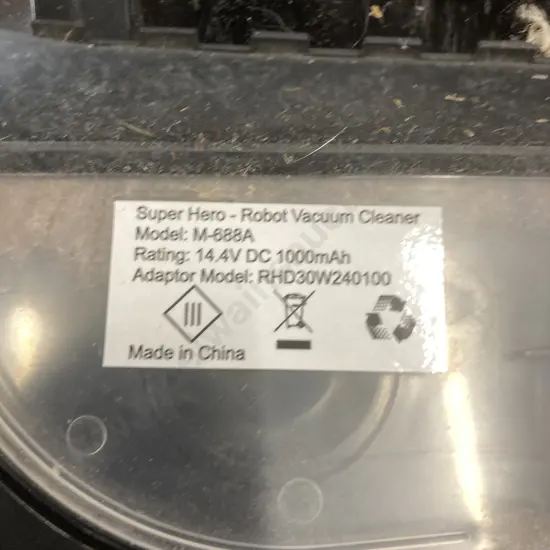 Super Hero - Robot Vacuum Cleaner
Model: M-688A
Rating: 14.4V DC 1000mAh
Adaptor Model: RHD30W240100
Made in China